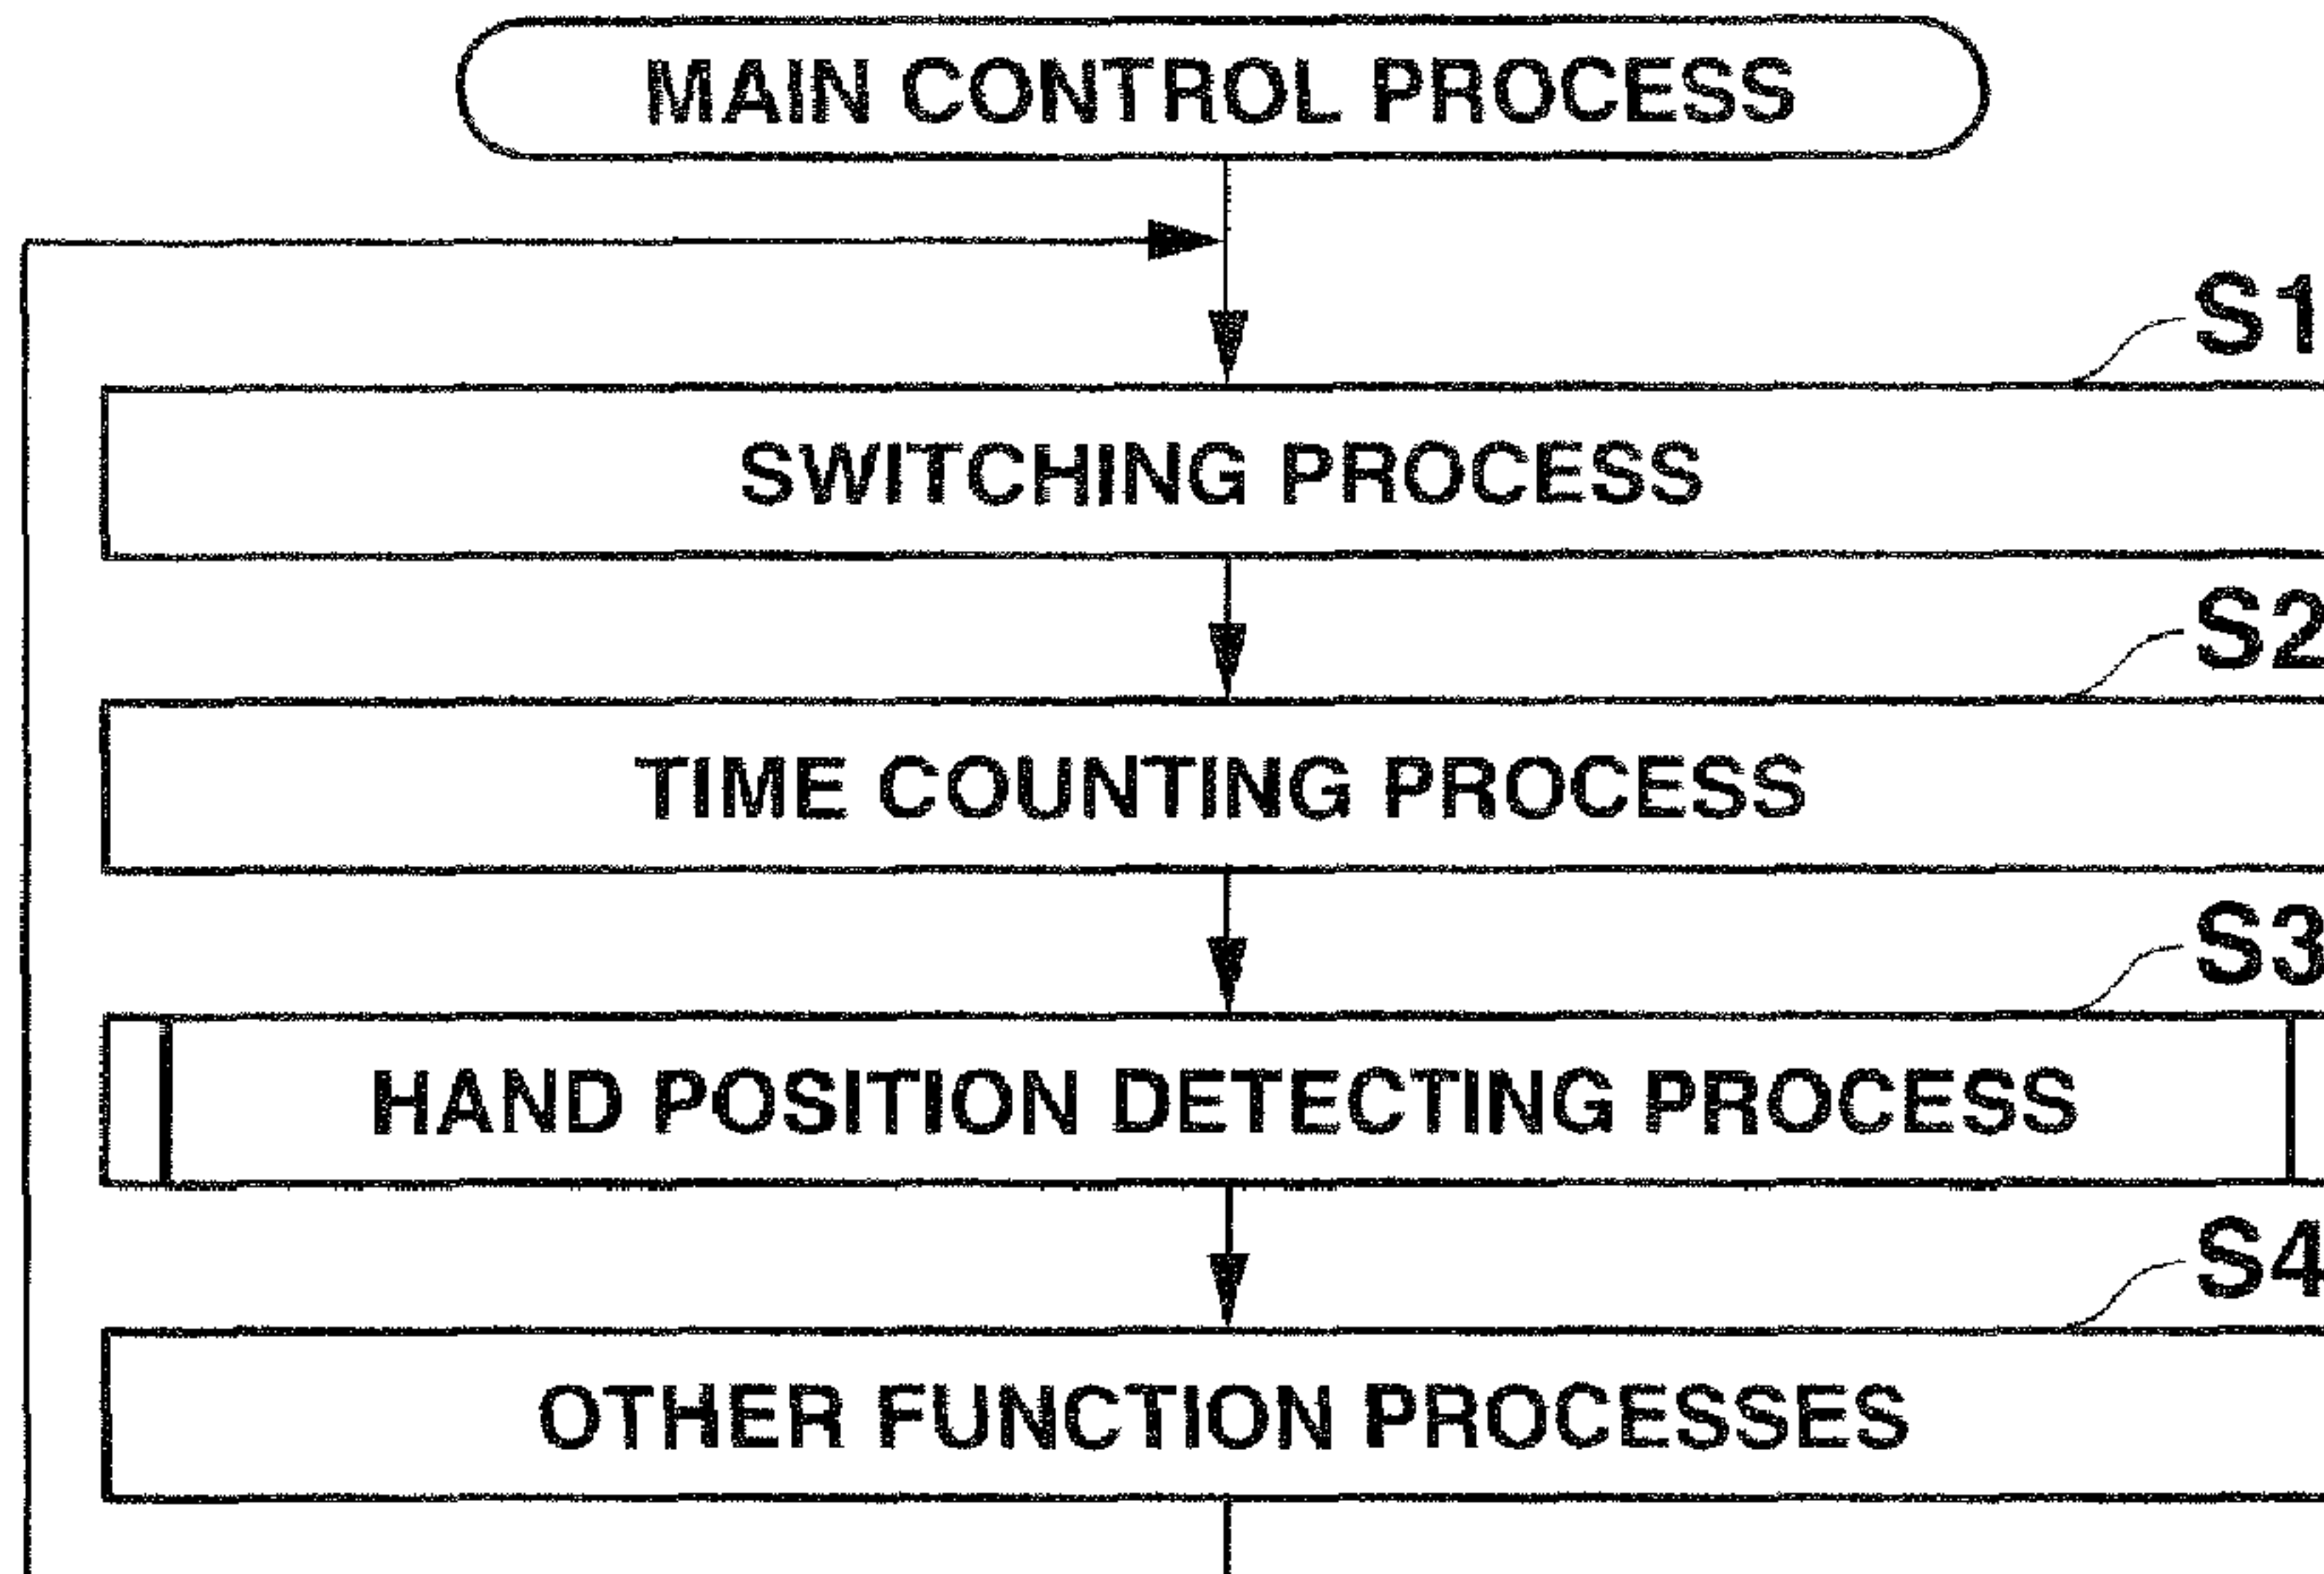 MAIN CONTROL PROCESS
S1
SWITCHING PROCESS
S2
TIME COUNTING PROCESS
S3
HAND POSITION DETECTING PROCESS
S4
OTHER FUNCTION PROCESSES